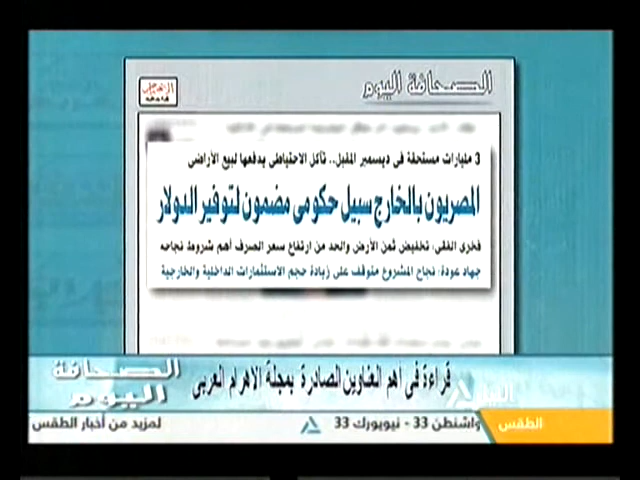 الصحافة اليوم
3 مليارات مستحقة فى ديسمبر المقبل.. تآكل الاحتياطى يدفعها لبيع الأراضى
المصريون بالخارج سبيل حكومى مضمون لتوفير الدولار
فخرى الفقى: تخفيض ثمن الأرض والحد من ارتفاع سعر الصرف أهم شروط نجاحه
جهاد عودة: نجاح المشروع متوقف على زيادة حجم الاستثمارات الداخلية والخارجية
الصحافة اليوم
قراءة فى أهم العناوين الصادرة بمجلة الاهرام العربى
الطقس
واشنطن 33 - نيويورك 33
لمزيد من أخبار الطقس